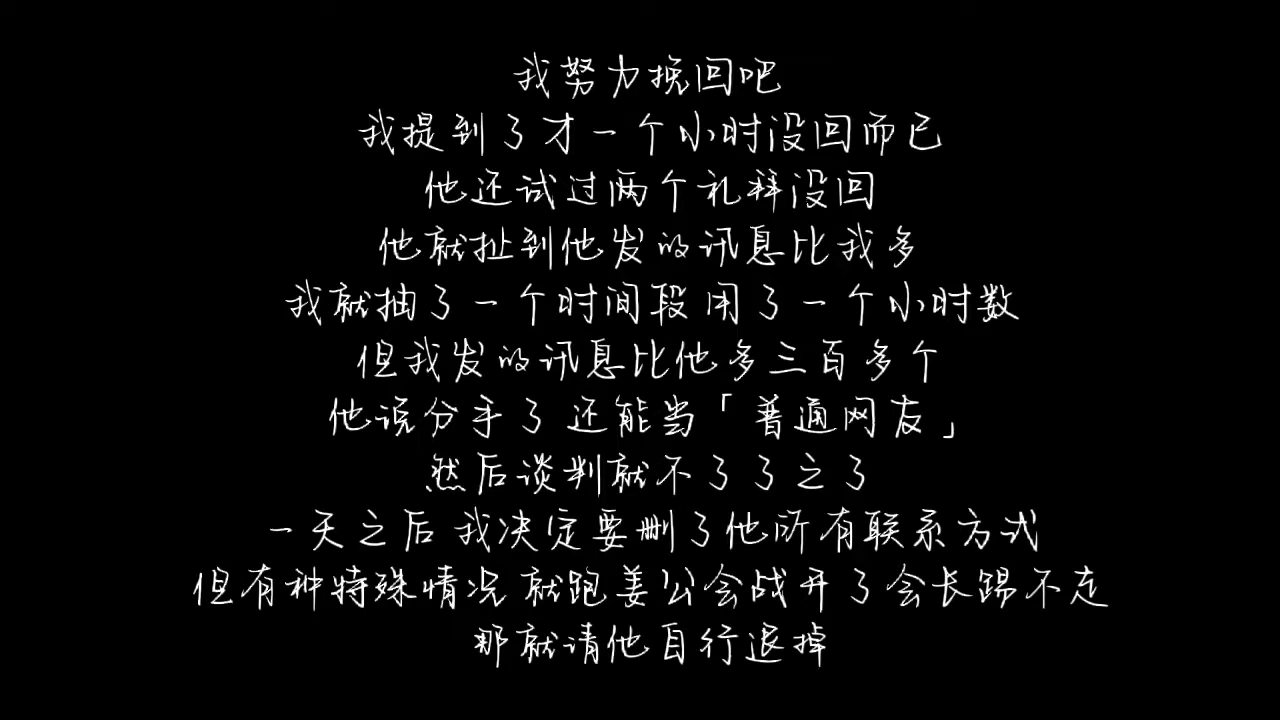 我努力挽回吧
我提到了才一个小时没回而已
他还试过两个礼拜没回
他就扯到他发的讯息比我多
我就抽了一个时间段用了一个小时数
但我发的讯息比他多三百多个
他说分手了 还能当「普通网友」
然后谈判就不了了之了
一天之后 我决定要删了他所有联系方式
但有种特殊情况 就跑姜公会战开了会长踢不走
那就请他自行退掉